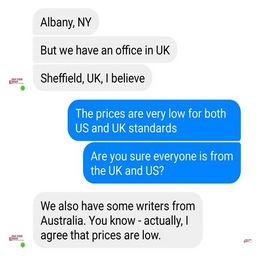 Albany, NY
But we have an office in UK
Sheffield, UK, I believe
The prices are very low for both
US and UK standards
Are you sure everyone is from
the UK and US?
We also have some writers from
Australia. You know - actually, I
agree that prices are low.